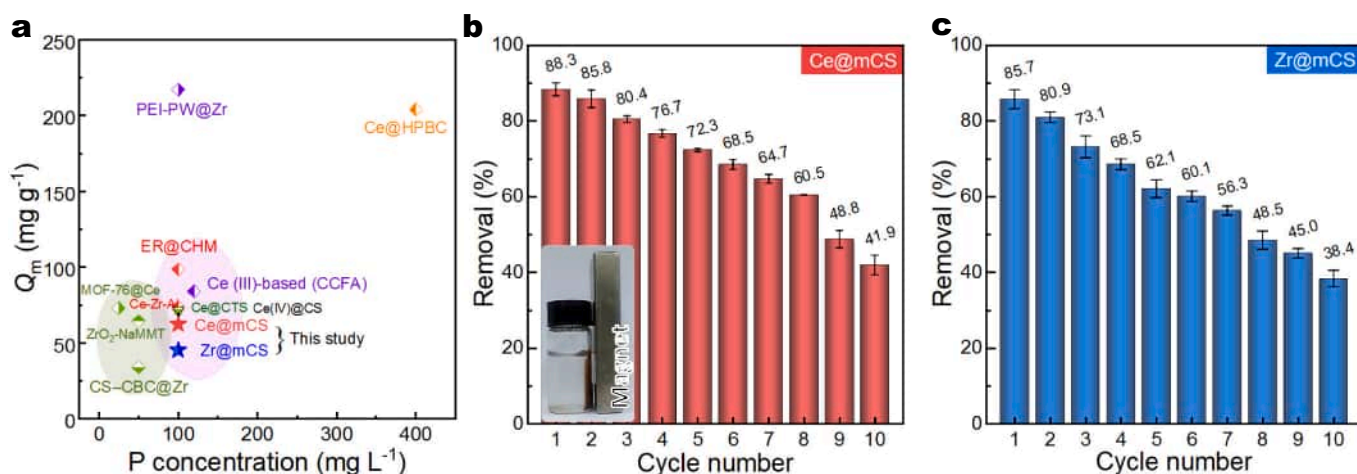 a
250
200
150
100
50
0
Qm (mg g-1)
0 100 200 300 400
P concentration (mg L-1)
PEI-PW@Zr
Ce@HPBC
ER@CHM
Ce (III)-based (CCFA)
MOF-76@Ce
Ce-Zr-Al
Ce@CTS Ce(IV)@CS
ZrO2-NaMMT
Ce@mCS
Zr@mCS
} This study
CS–CBC@Zr
b
Ce@mCS
100
80
60
40
20
0
Removal (%)
88.3 85.8 80.4 76.7 72.3 68.5 64.7 60.5 48.8 41.9
Magnet
1 2 3 4 5 6 7 8 9 10
Cycle number
c
Zr@mCS
100
80
60
40
20
0
Removal (%)
85.7 80.9 73.1 68.5 62.1 60.1 56.3 48.5 45.0 38.4
1 2 3 4 5 6 7 8 9 10
Cycle number